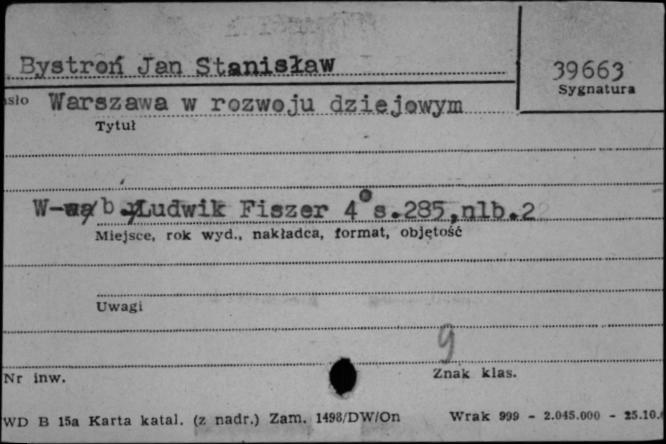 Bystroń Jan Stanisław
39663
Sygnatura
Warszawa w rozwoju dziejowym
Tytuł
W-wa/b.r/Ludwik Fiszer 4° s.285,nlb.2
Miejsce, rok wyd., nakładca, format, objętość
Uwagi
9
Nr inw.
Znak klas.
WD B 15a Karta katal. (z nadr.) Zam. 1498/DW/On Wrak 999 - 2.045.000 - 25.10.